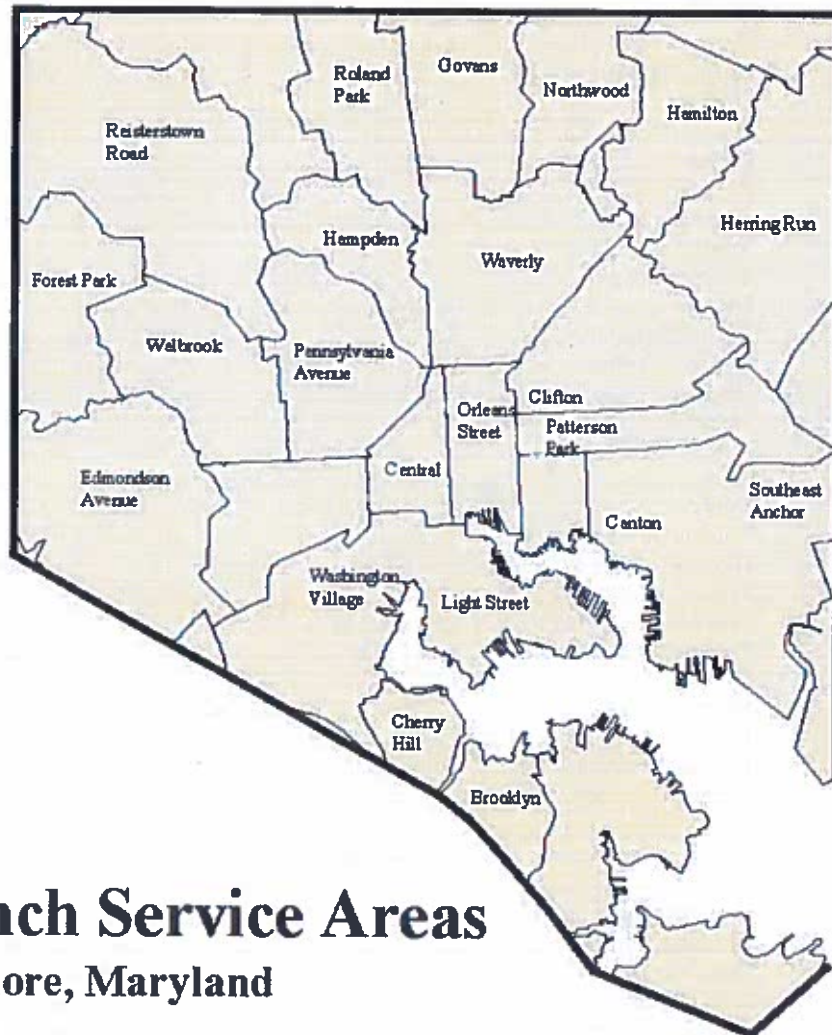 Roland
Park
Govans
Northwood
Hamilton
Reisterstown
Road
Herring Run
Hampden
Waverly
Forest Park
Walbrook
Pennsylvania
Avenue
Clifton
Orleans
Street
Patterson
Park
Central
Edmondson
Avenue
Southeast
Anchor
Canton
Washington
Village
Light Street
Cherry
Hill
Brooklyn
nch Service Areas
ore, Maryland